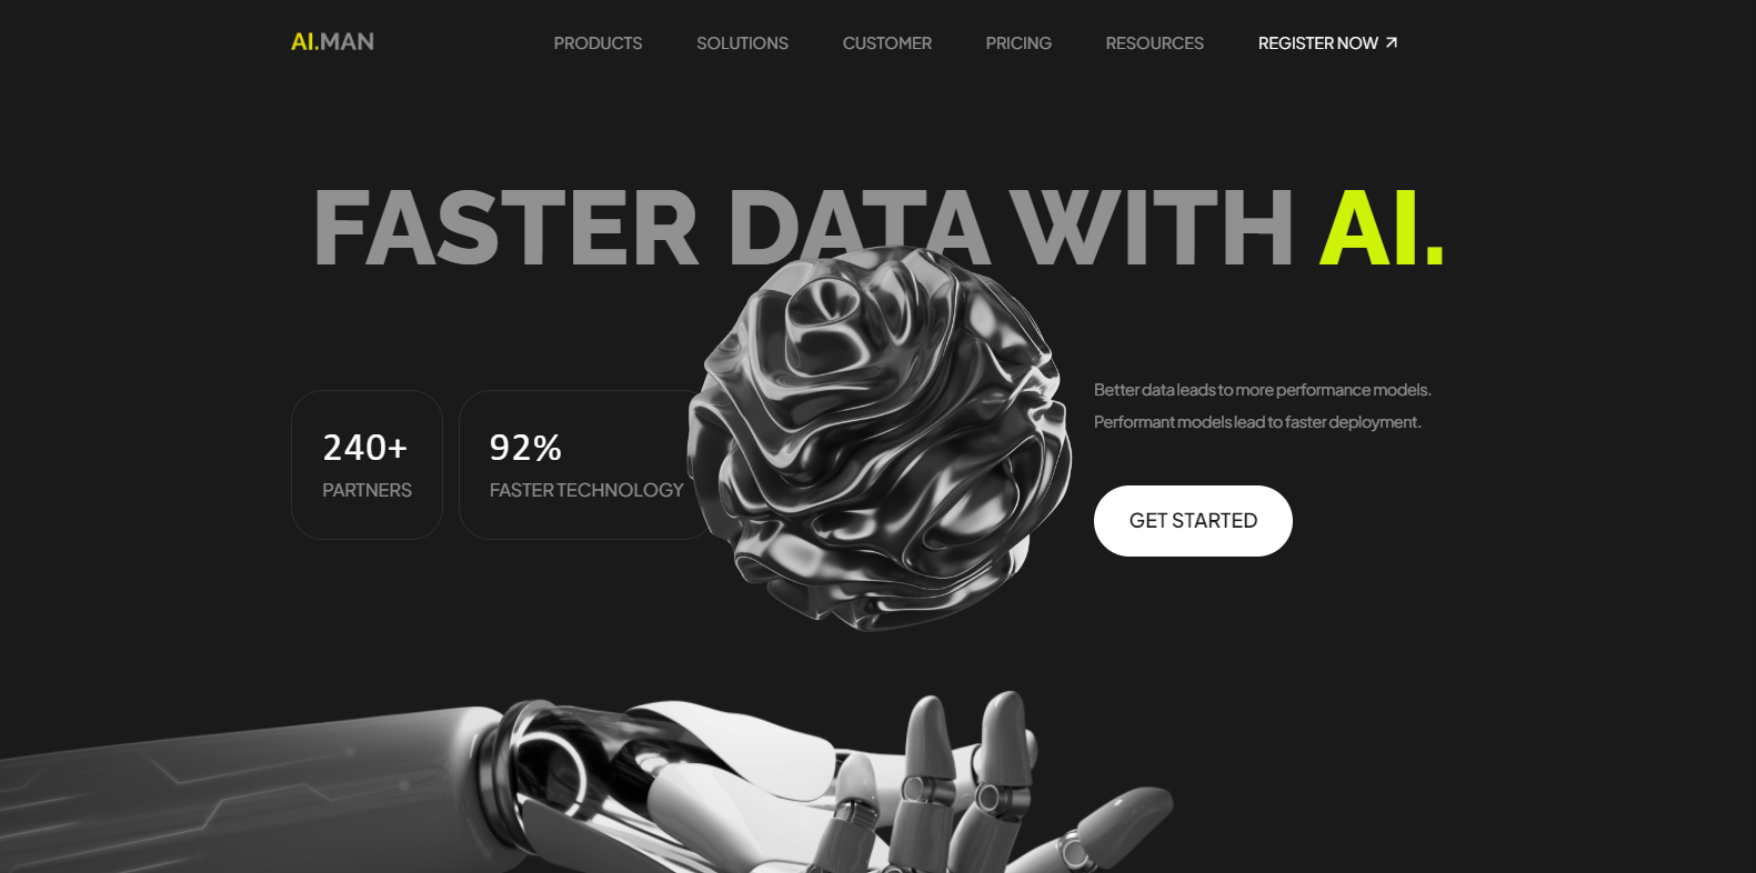 AI.MAN
PRODUCTS
SOLUTIONS
CUSTOMER
PRICING
RESOURCES
REGISTER NOW
FASTER DATA WITH AI.
240+
PARTNERS
92%
FASTER TECHNOLOGY
Better data leads to more performance models.
Performant models lead to faster deployment.
GET STARTED